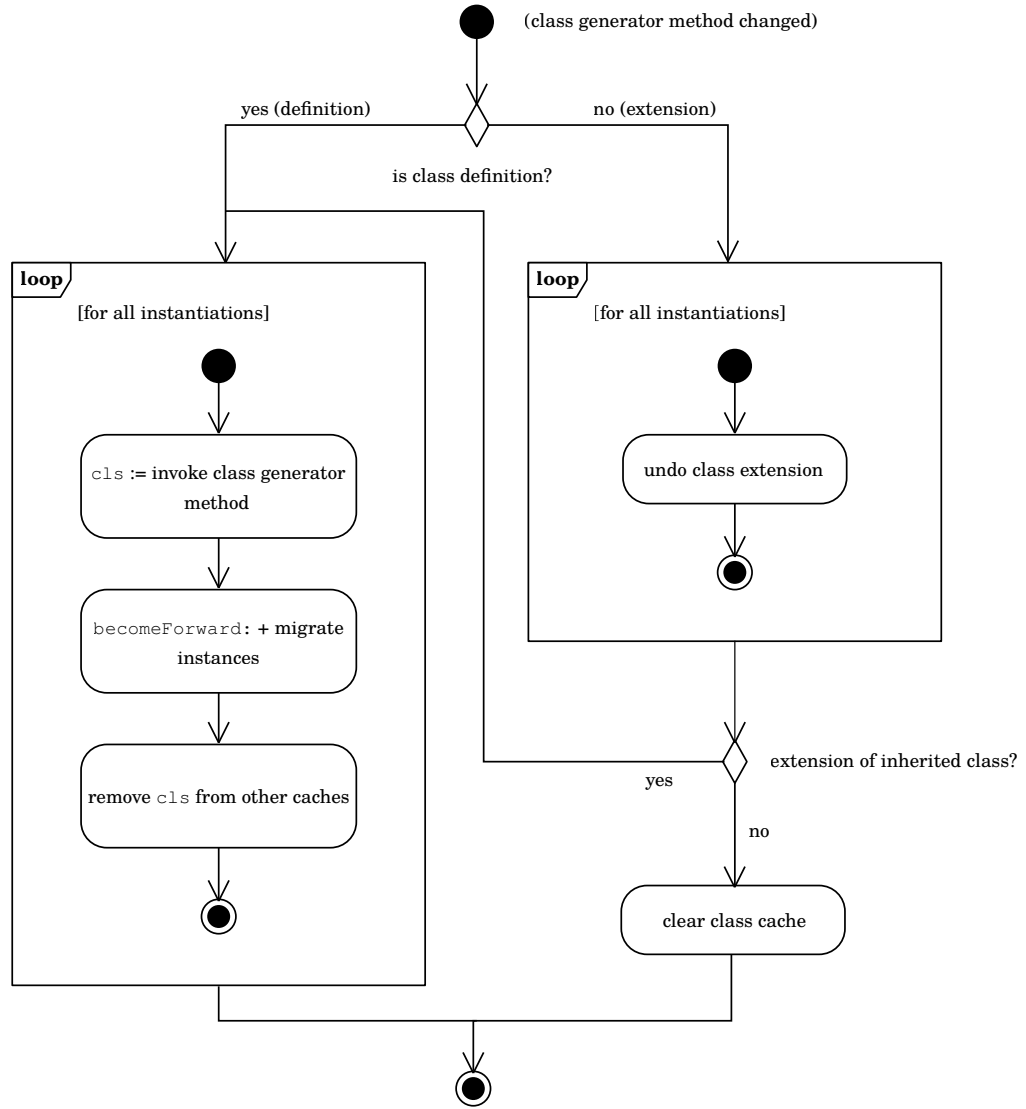 (class generator method changed)
yes (definition)
no (extension)
is class definition?
loop
[for all instantiations]
cls := invoke class generator
method
becomeForward: + migrate
instances
remove cls from other caches
loop
[for all instantiations]
undo class extension
extension of inherited class?
yes
no
clear class cache